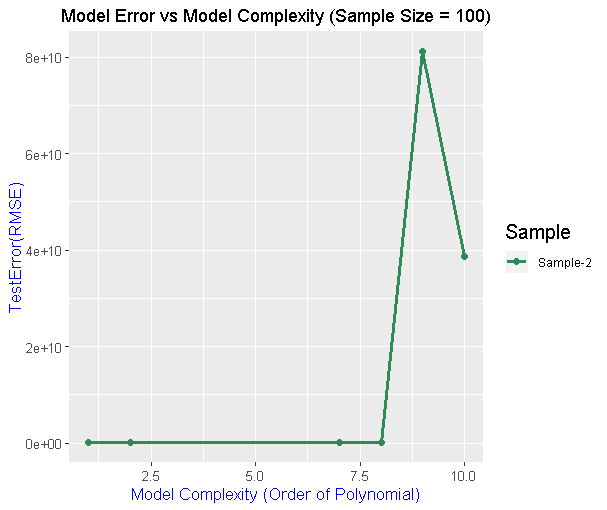 Model Error vs Model Complexity (Sample Size = 100)
8e+10
6e+10
4e+10
2e+10
0e+00
TestError(RMSE)
2.5
5.0
7.5
10.0
Model Complexity (Order of Polynomial)
Sample
Sample-2